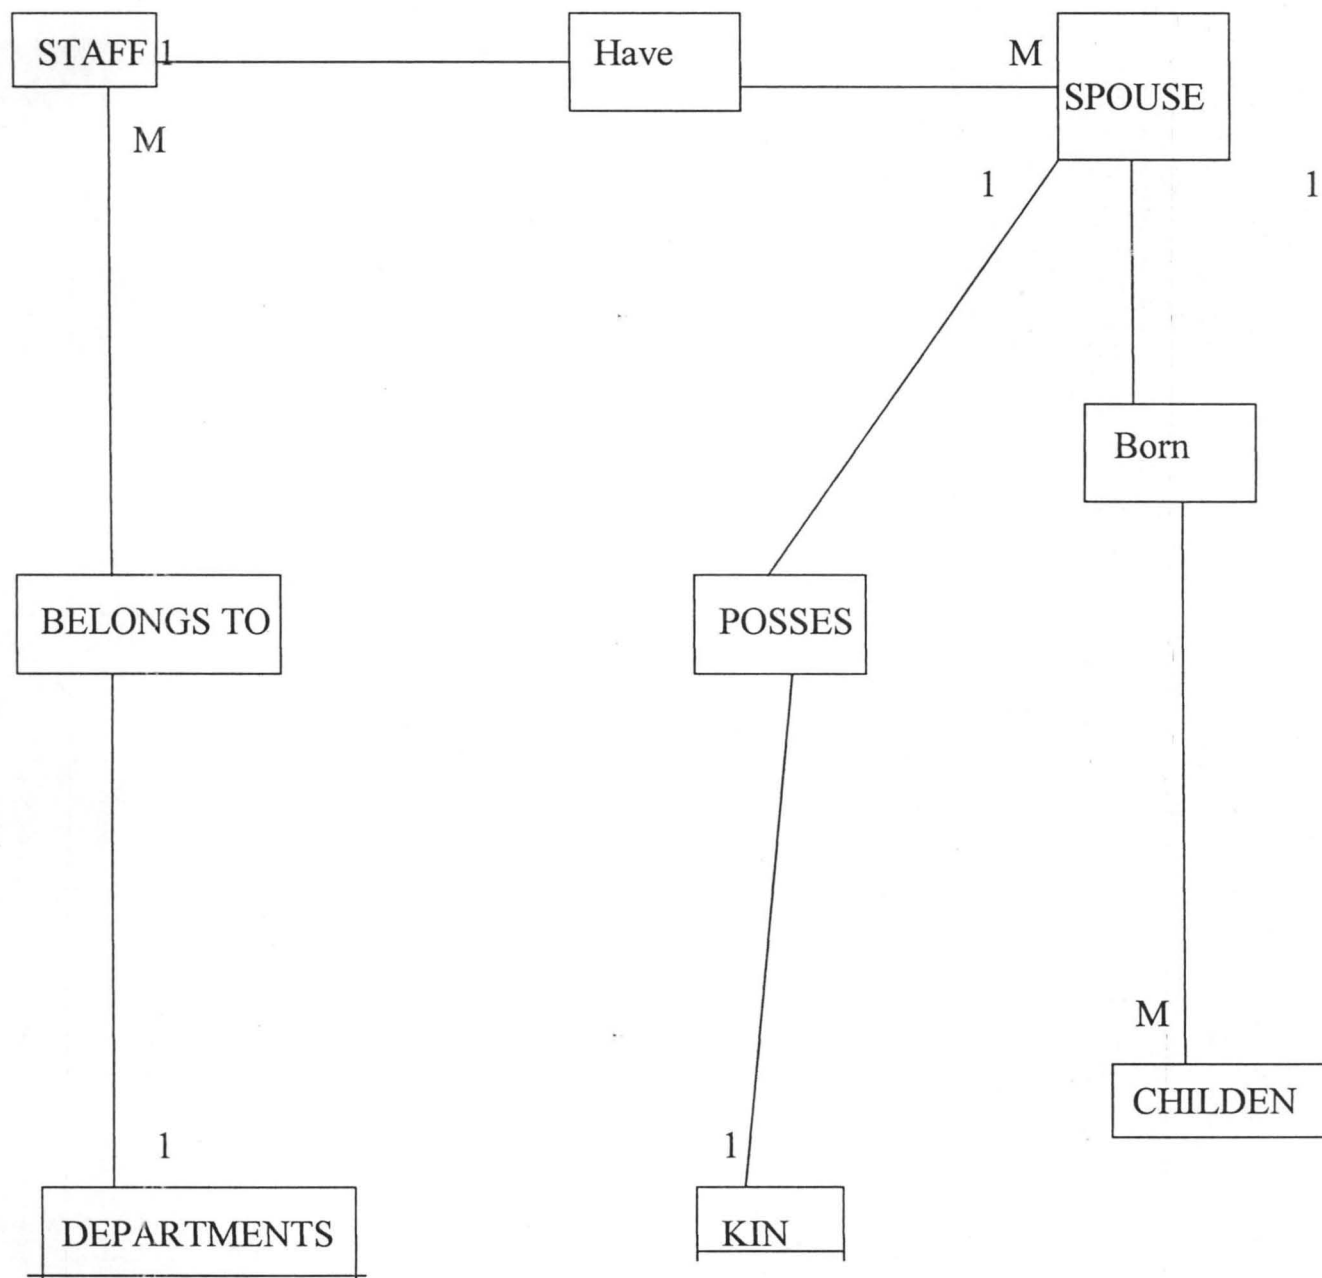 STAFF 1
Have
M
SPOUSE
M
1
1
Born
BELONGS TO
POSSES
M
CHILDEN
1
1
DEPARTMENTS
KIN